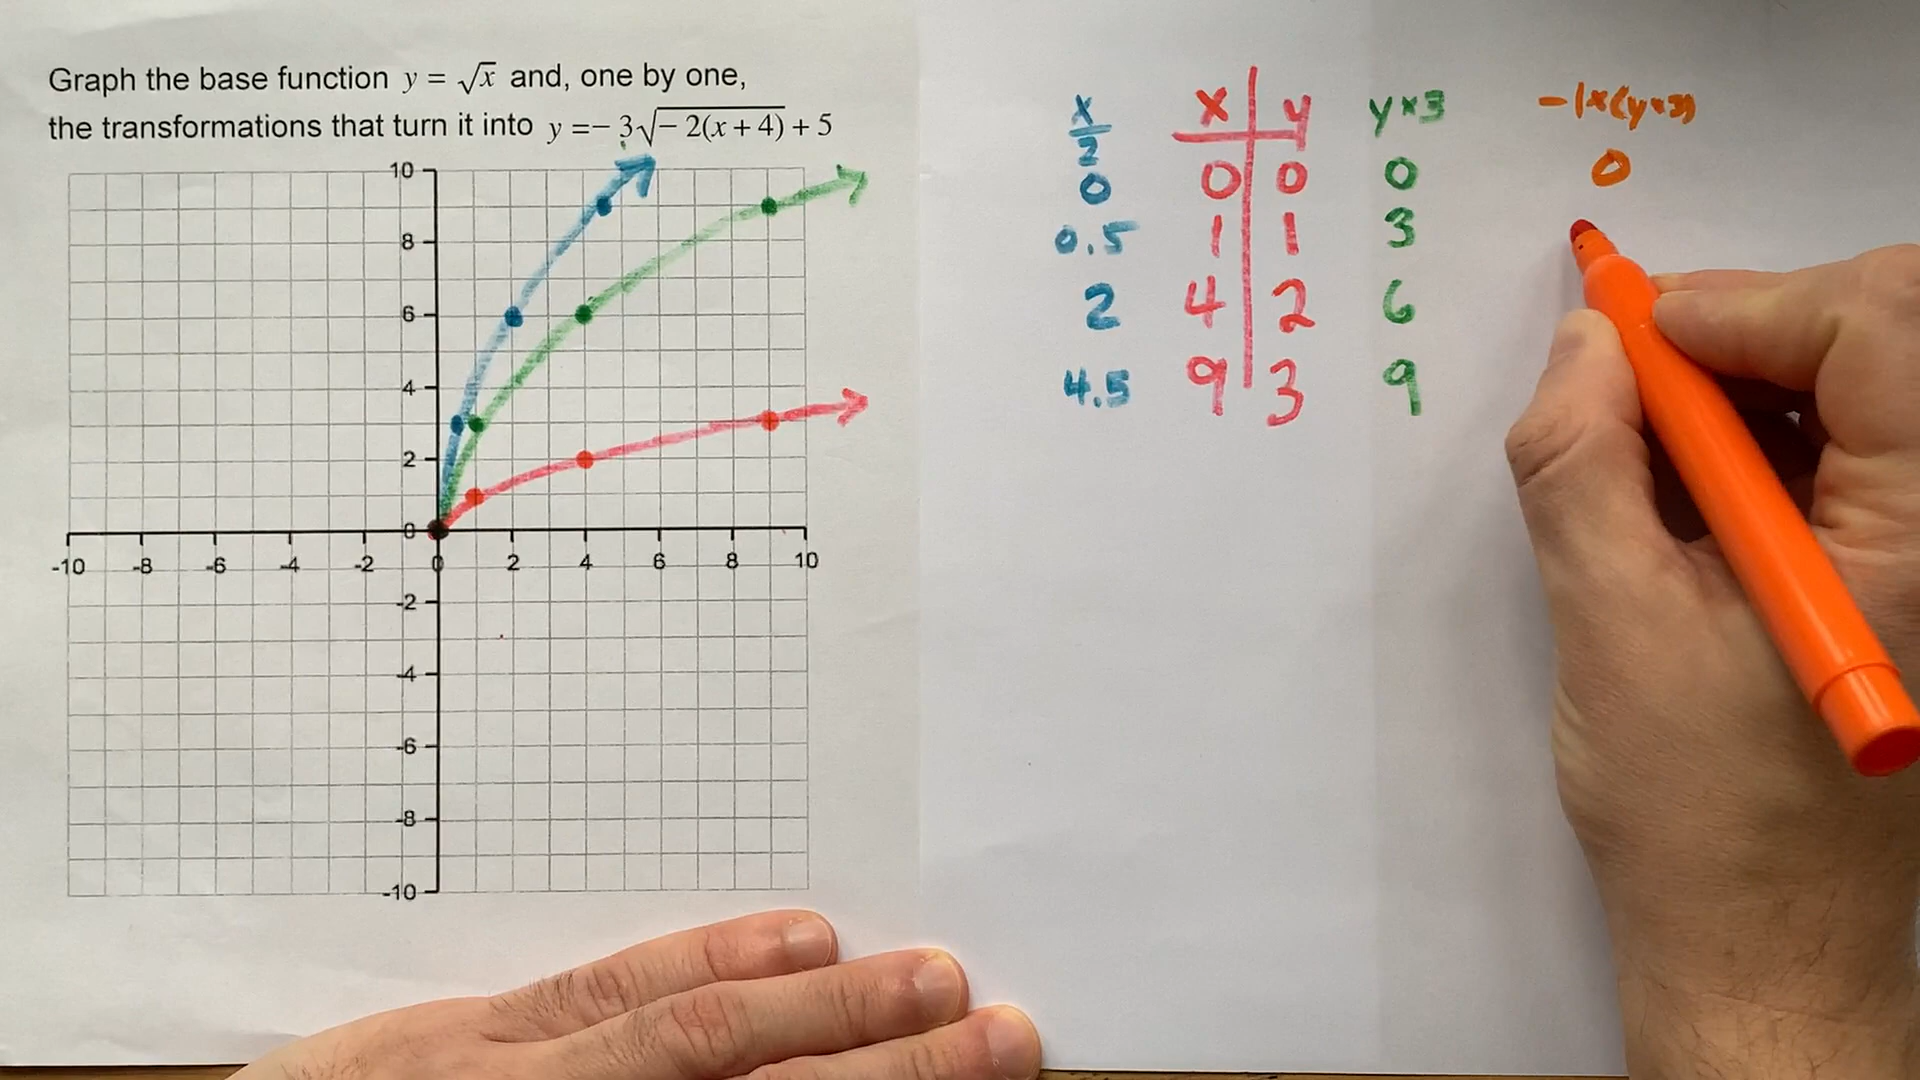 Graph the base function y = √x and, one by one,
the transformations that turn it into y =− 3√− 2(x + 4) + 5
10
8
6
4
2
0
-2
-4
-6
-8
-10
-10 -8 -6 -4 -2 0 2 4 6 8 10
x/2 x y y×3 -1×(y×3)
0 0 0 0 0
0.5 1 1 3
2 4 2 6
4.5 9 3 9